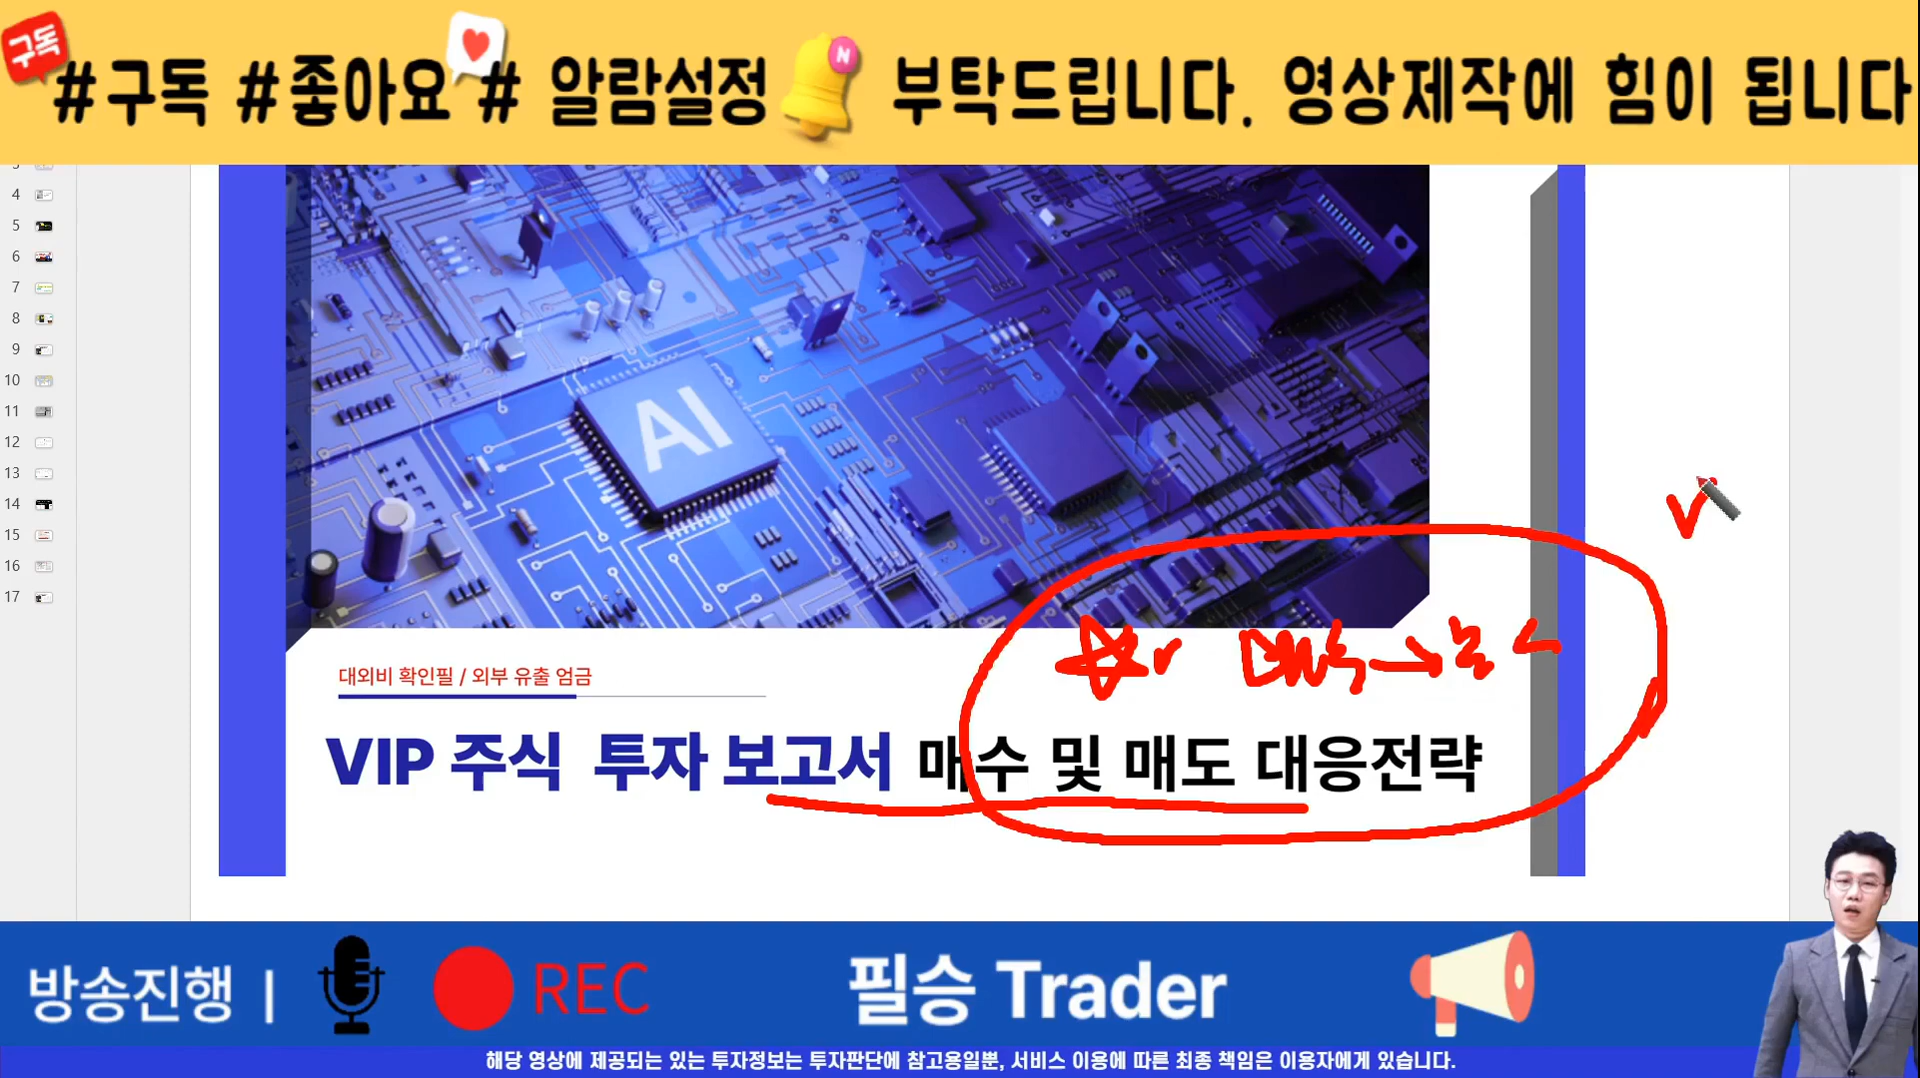 구독
#구독 #좋아요 # 알람설정 N 부탁드립니다. 영상제작에 힘이 됩니다
4
5
6
7
8
9
10
11
12
13
14
15
16
17
AI
대외비 확인필 / 외부 유출 엄금
VIP 주식 투자 보고서 매수 및 매도 대응전략
방송진행 | REC 필승 Trader
해당 영상에 제공되는 있는 투자정보는 투자판단에 참고용일뿐, 서비스 이용에 따른 최종 책임은 이용자에게 있습니다.